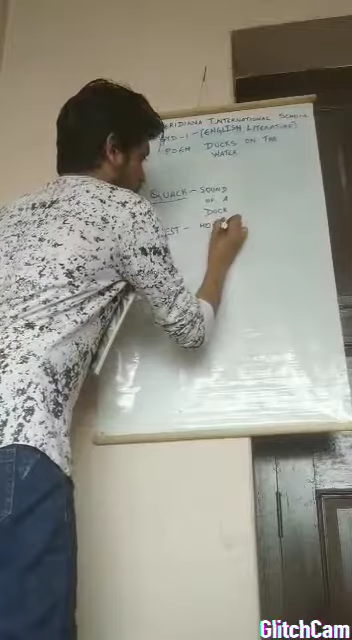 INTERNATIONAL SCHOOL
- [ENGLISH LITERATURE]
POEM DUCKS ON THE
WATER
QUACK - SOUND
OF A
DUCK
GlitchCam